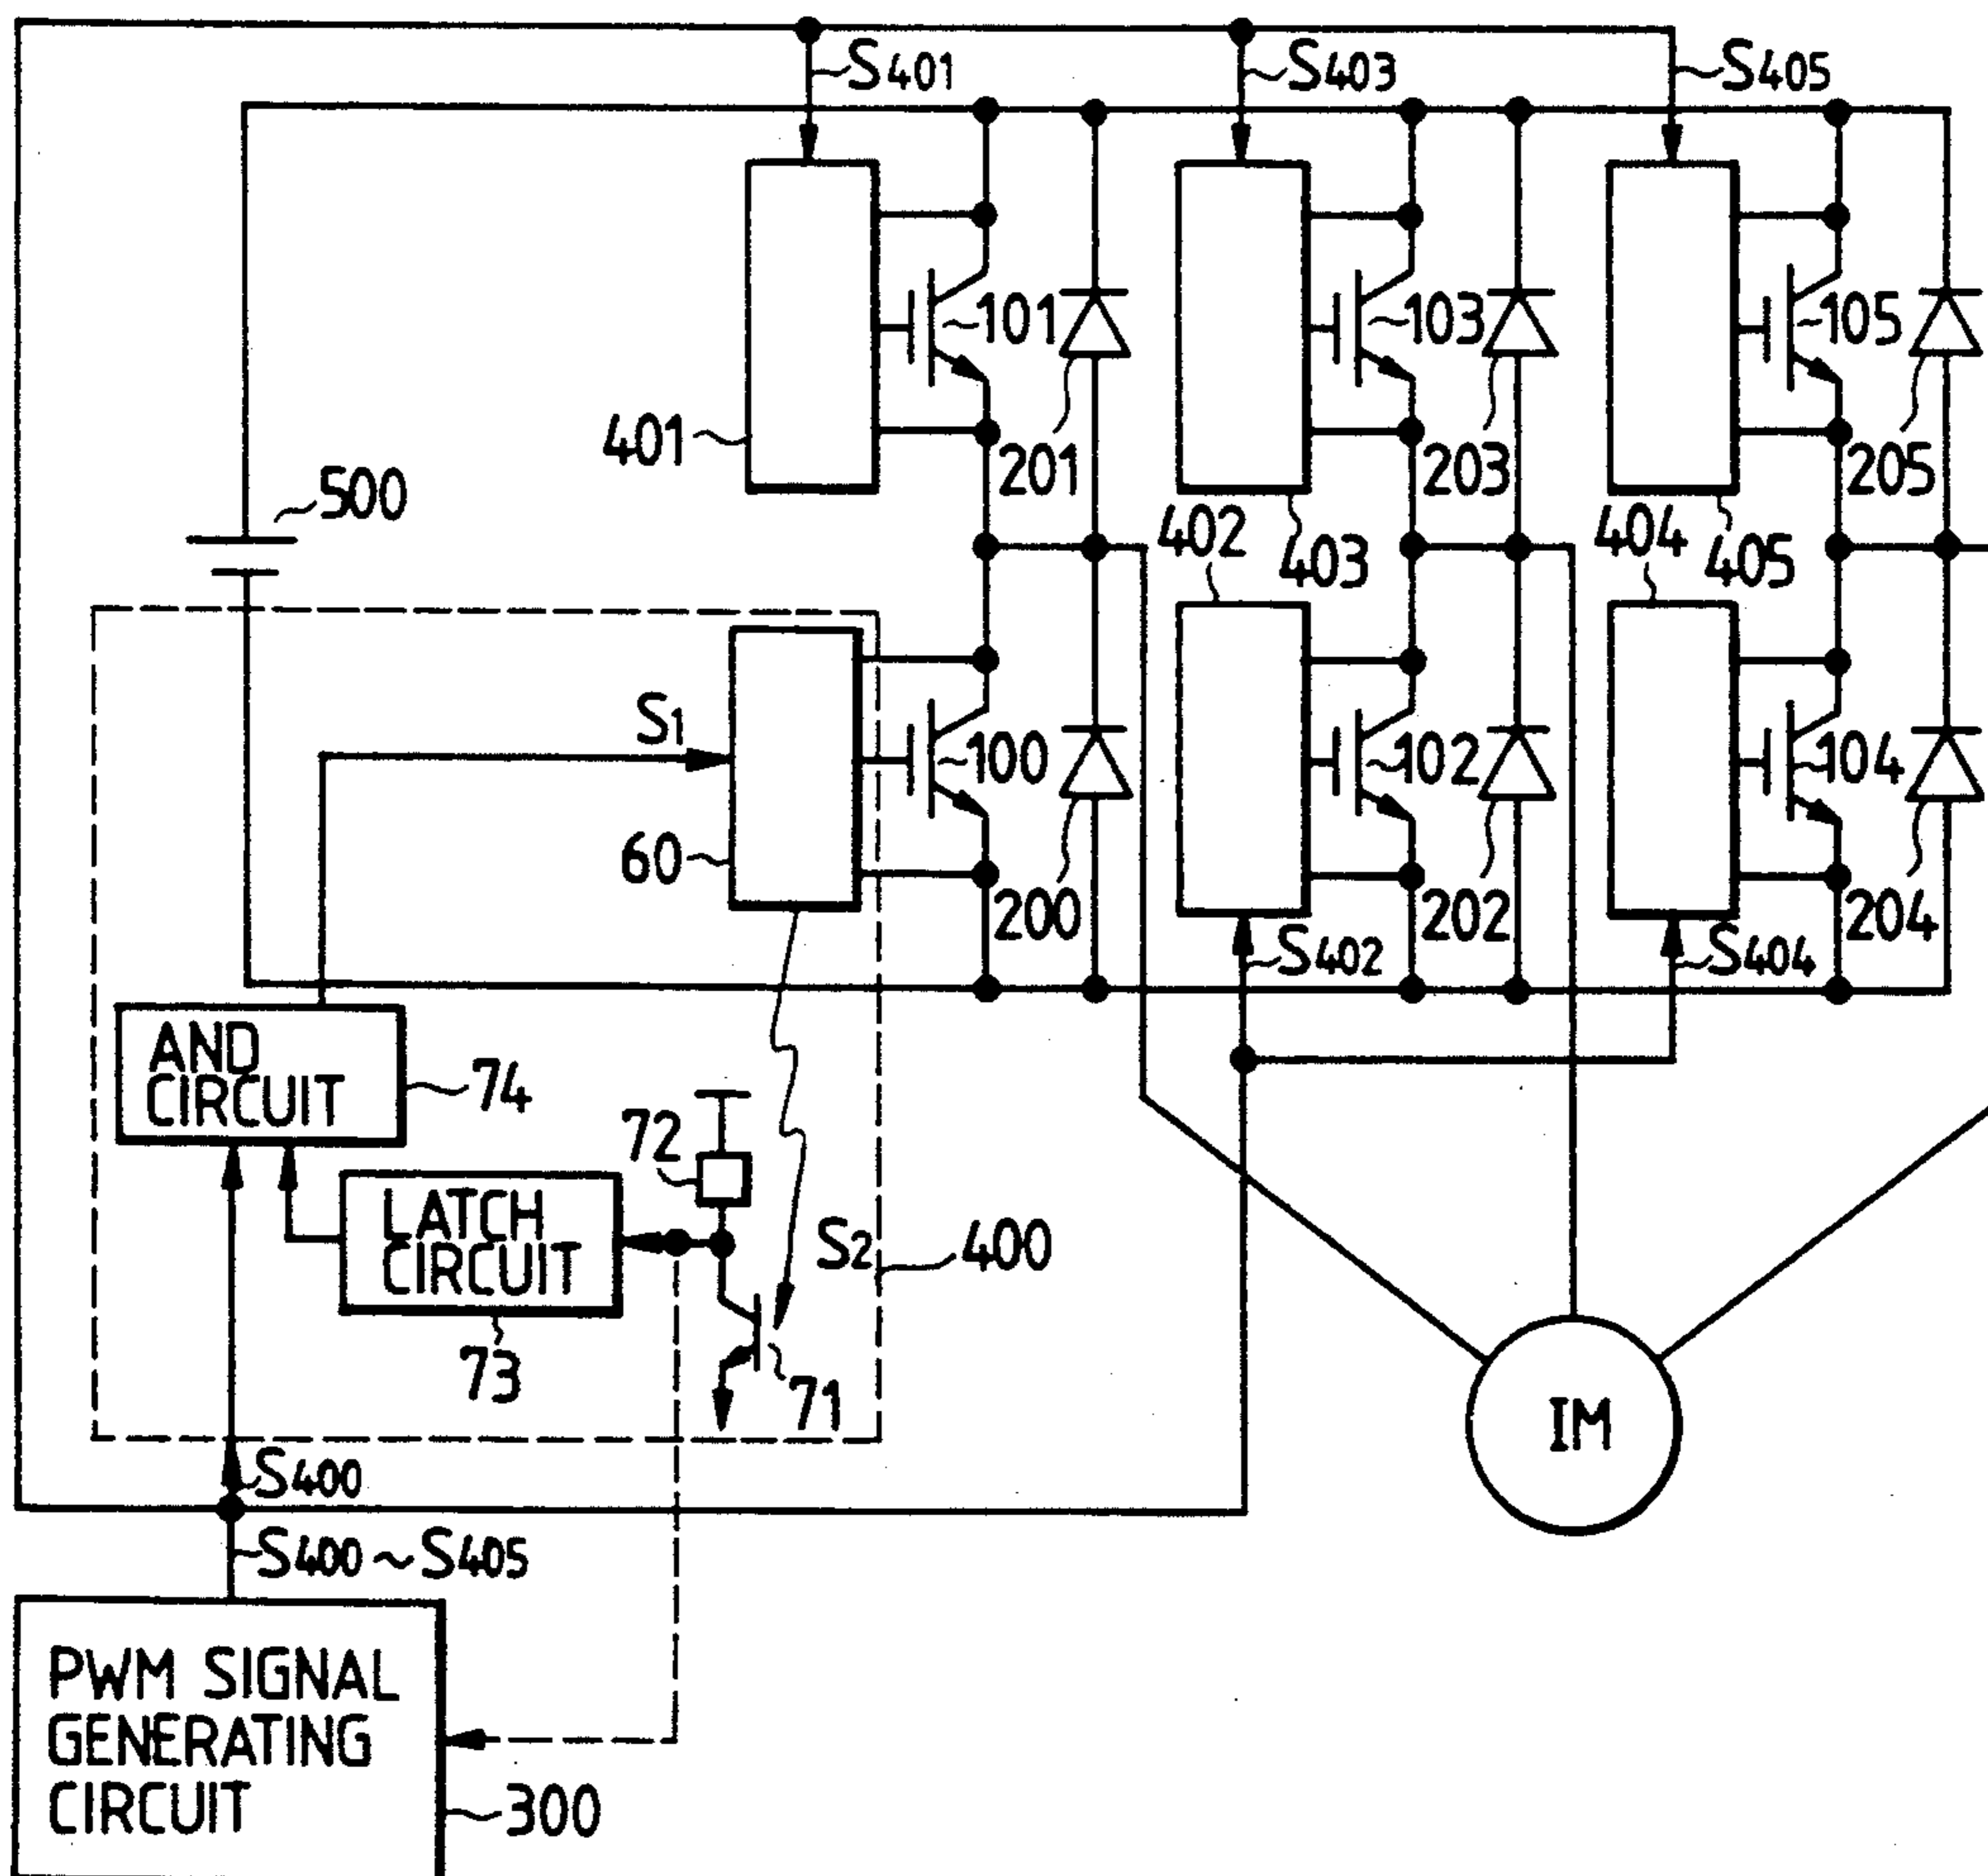 S401
S403
S405
101
103
105
401
201
203
205
500
402
403
404
405
S1
100
102
104
60
200
202
204
S402
S404
AND
CIRCUIT
74
72
LATCH
CIRCUIT
S2
400
73
71
IM
S400
S400~S405
PWM SIGNAL
GENERATING
CIRCUIT
300